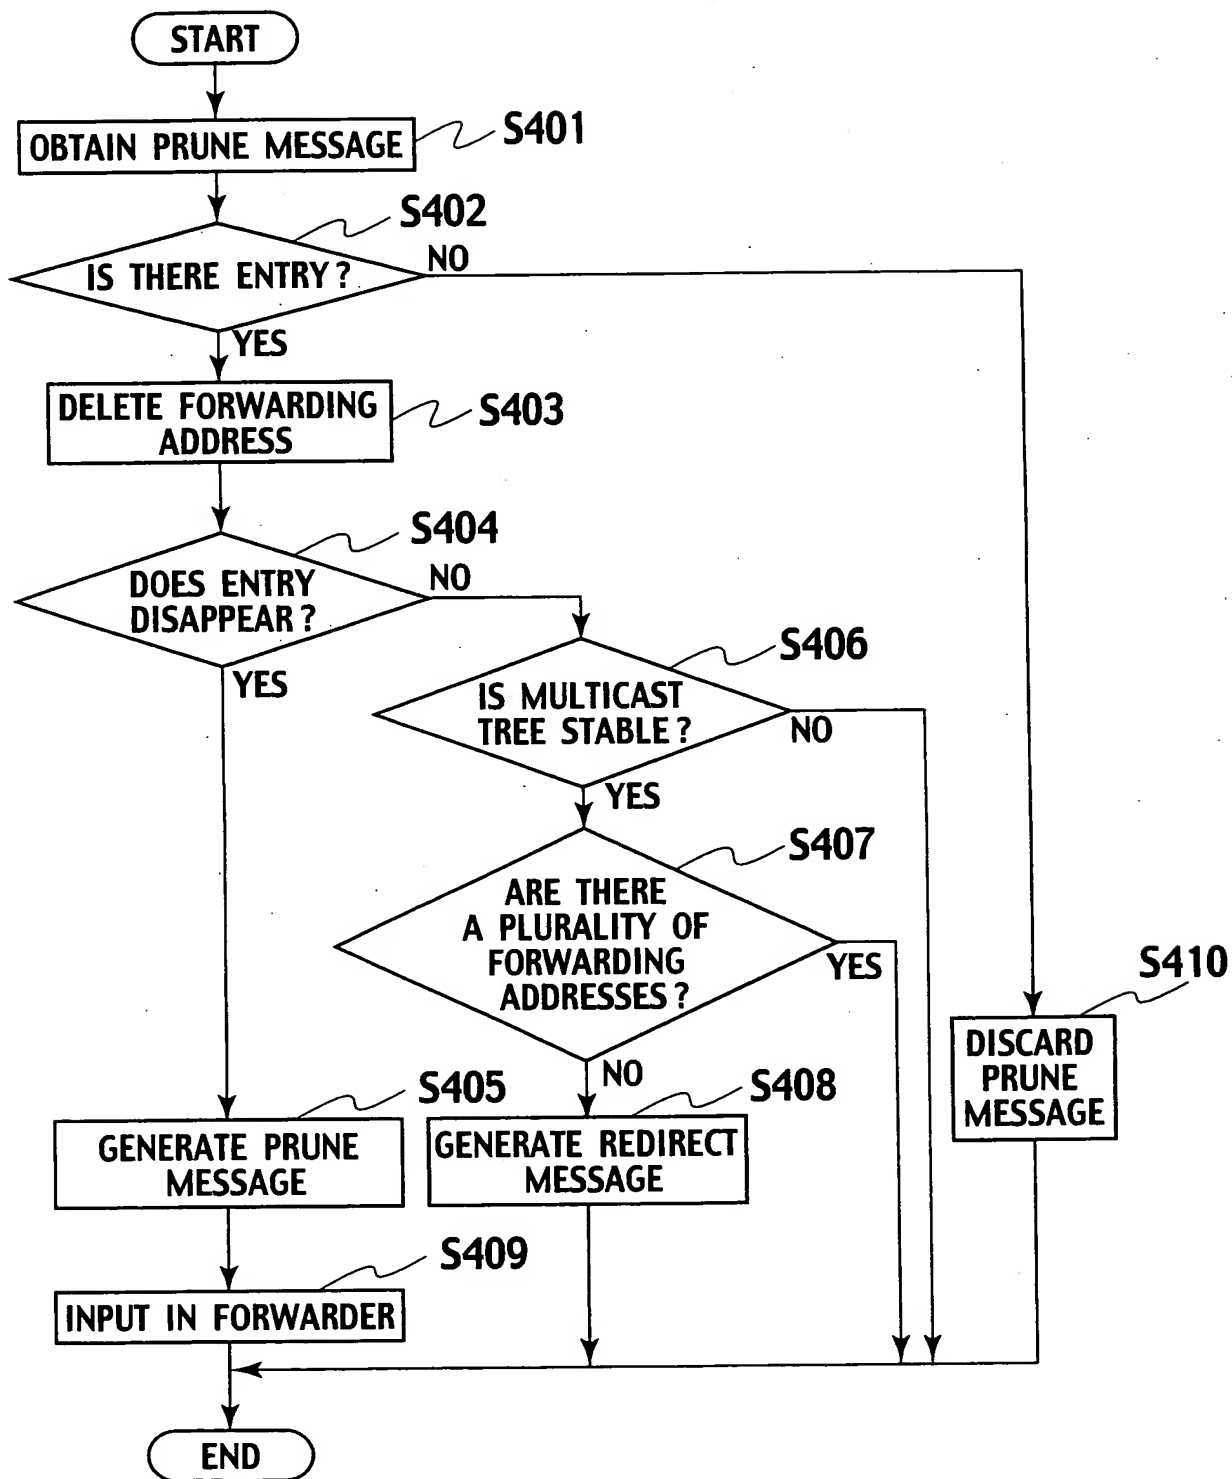 START
OBTAIN PRUNE MESSAGE
S401
S402
IS THERE ENTRY?
NO
YES
DELETE FORWARDING
ADDRESS
S403
S404
DOES ENTRY
DISAPPEAR?
NO
YES
S406
IS MULTICAST
TREE STABLE?
NO
YES
S407
ARE THERE
A PLURALITY OF
FORWARDING
ADDRESSES?
YES
NO
S410
DISCARD
PRUNE
MESSAGE
S405
GENERATE PRUNE
MESSAGE
S408
GENERATE REDIRECT
MESSAGE
S409
INPUT IN FORWARDER
END